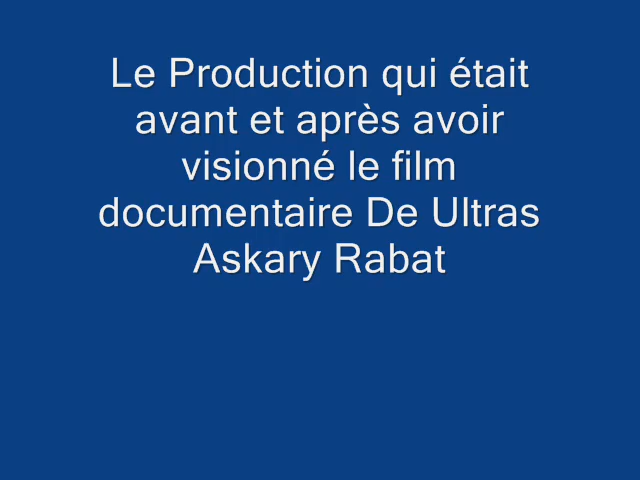 Le Production qui était
avant et après avoir
visionné le film
documentaire De Ultras
Askary Rabat